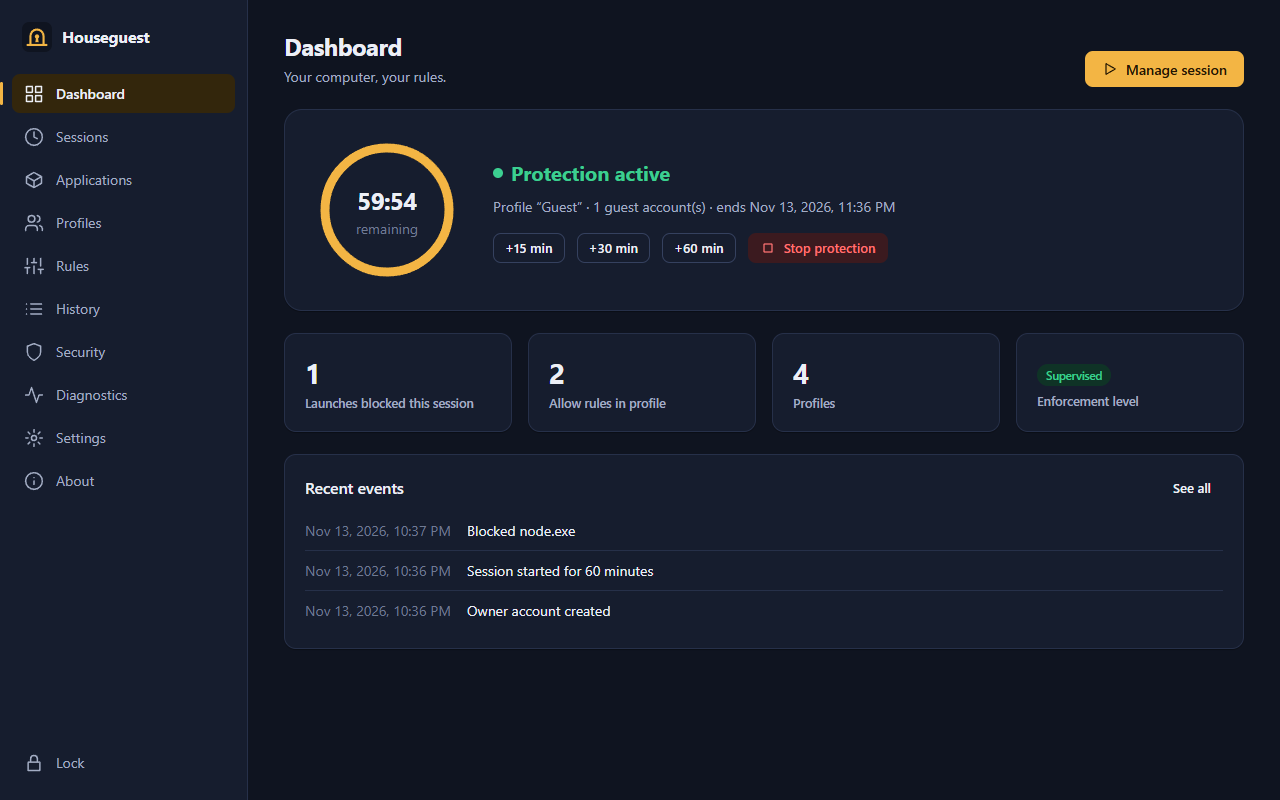 Houseguest
Dashboard
Sessions
Applications
Profiles
Rules
History
Security
Diagnostics
Settings
About
Lock
Dashboard
Your computer, your rules.
Manage session
59:54
remaining
Protection active
Profile “Guest” · 1 guest account(s) · ends Nov 13, 2026, 11:36 PM
+15 min
+30 min
+60 min
Stop protection
1
Launches blocked this session
2
Allow rules in profile
4
Profiles
Supervised
Enforcement level
Recent events
See all
Nov 13, 2026, 10:37 PM Blocked node.exe
Nov 13, 2026, 10:36 PM Session started for 60 minutes
Nov 13, 2026, 10:36 PM Owner account created